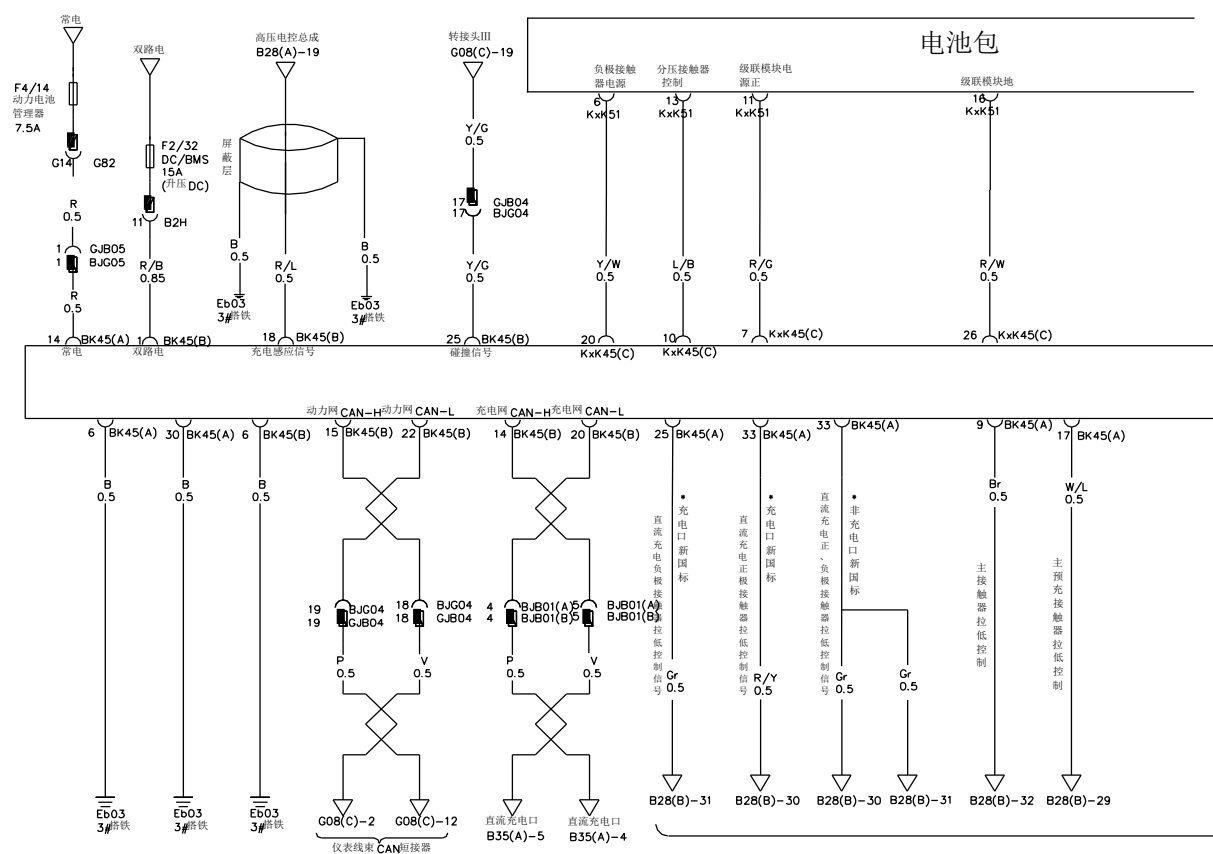 常电
双路电
高压电控总成
B28(A)-19
转接头III
G08(C)-19
电池包
负极接触
器电源
分压接触器
控制
级联模块电
源正
级联模块地
6
KxK51
13
KxK51
11
KxK51
16
KxK51
F4/14
动力电池
管理器
7.5A
G14
G82
F2/32
DC/BMS
15A
(升压DC)
11
B2H
屏蔽层
Y/G
0.5
17
GJB04
17
BJG04
R
0.5
1
GJB05
1
BJG05
R
0.5
R/B
0.85
B
0.5
R/L
0.5
B
0.5
Y/G
0.5
Y/W
0.5
L/B
0.5
R/G
0.5
R/W
0.5
Eb03
3#搭铁
Eb03
3#搭铁
14
BK45(A)
1
BK45(B)
18
BK45(B)
25
BK45(B)
20
KxK45(C)
10
KxK45(C)
7
KxK45(C)
26
KxK45(C)
常电
双路电
充电感应信号
碰撞信号
动力网CAN-H
动力网CAN-L
充电网CAN-H
充电网CAN-L
6
BK45(A)
30
BK45(A)
6
BK45(B)
15
BK45(B)
22
BK45(B)
14
BK45(B)
20
BK45(B)
25
BK45(A)
33
BK45(A)
33
BK45(A)
9
BK45(A)
17
BK45(A)
B
0.5
B
0.5
B
0.5
Br
0.5
W/L
0.5
直流充电负极接触器拉低控制信号
*充电口新国标
直流充电正极接触器拉低控制信号
*充电口新国标
直流充电正、负极接触器拉低控制信号
*非充电口新国标
主接触器拉低控制
主预充接触器拉低控制
19
BJG04
19
GJB04
18
BJG04
18
GJB04
4
BJB01(A)
4
BJB01(B)
5
BJB01(A)
5
BJB01(B)
P
0.5
V
0.5
P
0.5
V
0.5
Gr
0.5
R/Y
0.5
Gr
0.5
Gr
0.5
Eb03
3#搭铁
Eb03
3#搭铁
Eb03
3#搭铁
G08(C)-2
G08(C)-12
仪表线束CAN短接器
直流充电口
B35(A)-5
直流充电口
B35(A)-4
B28(B)-31
B28(B)-30
B28(B)-30
B28(B)-31
B28(B)-32
B28(B)-29